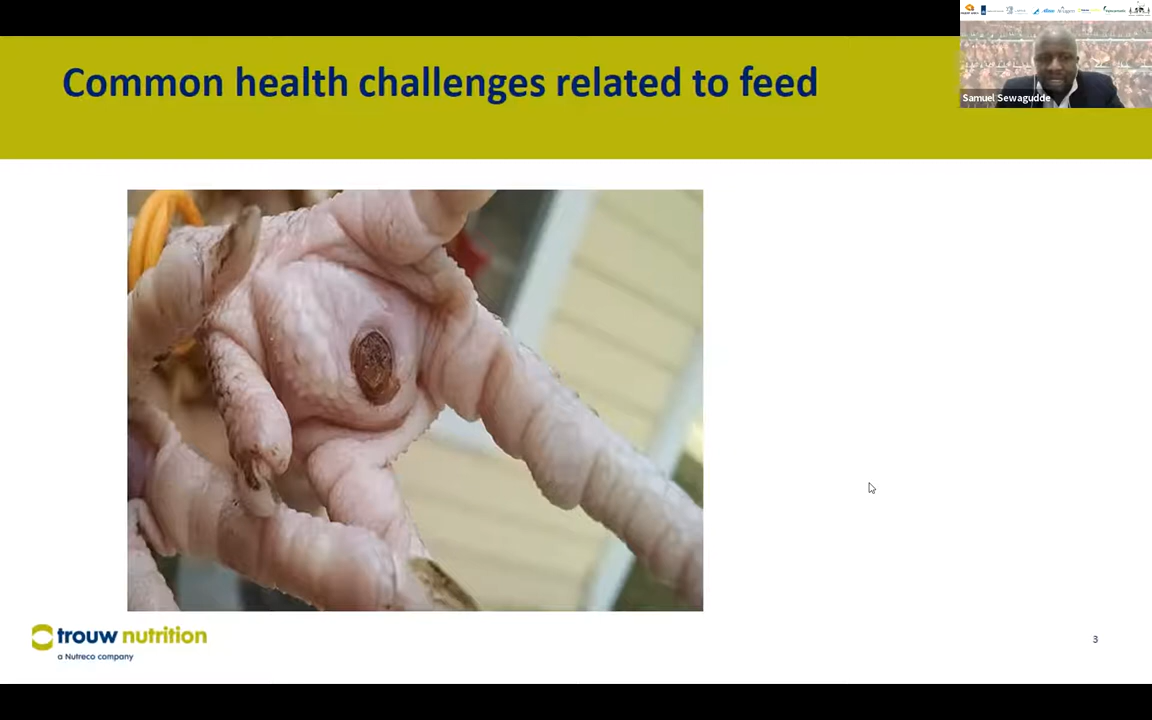 Common health challenges related to feed
Samuel Sewagudde
trouw nutrition
a Nutreco company
3